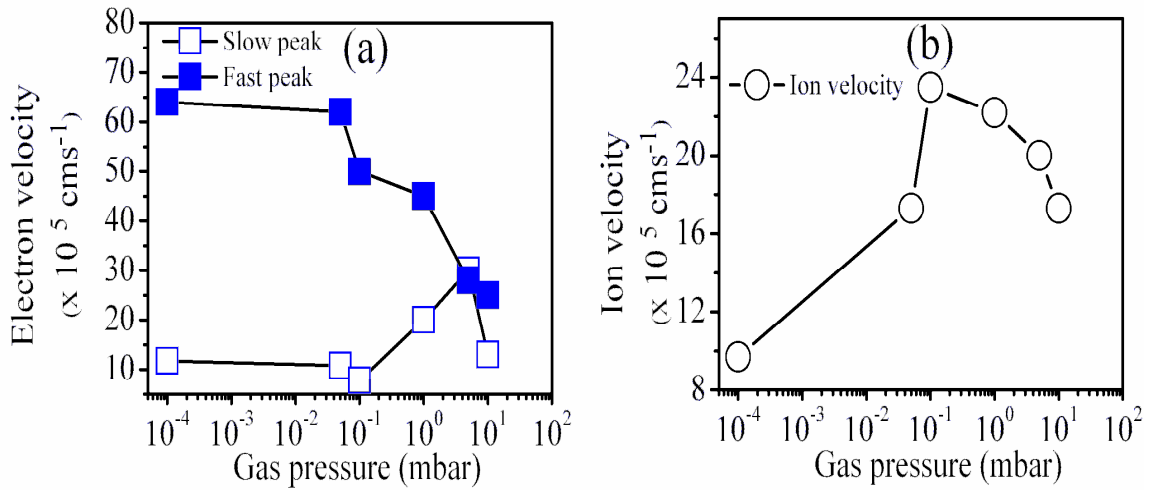 (a)
Slow peak
Fast peak
80
70
60
50
40
30
20
10
Electron velocity
(x 10 5 cms-1)
10-4 10-3 10-2 10-1 100 101 102
Gas pressure (mbar)
(b)
Ion velocity
24
20
16
12
8
Ion velocity
(x 10 5 cms-1)
10-4 10-3 10-2 10-1 100 101 102
Gas pressure (mbar)